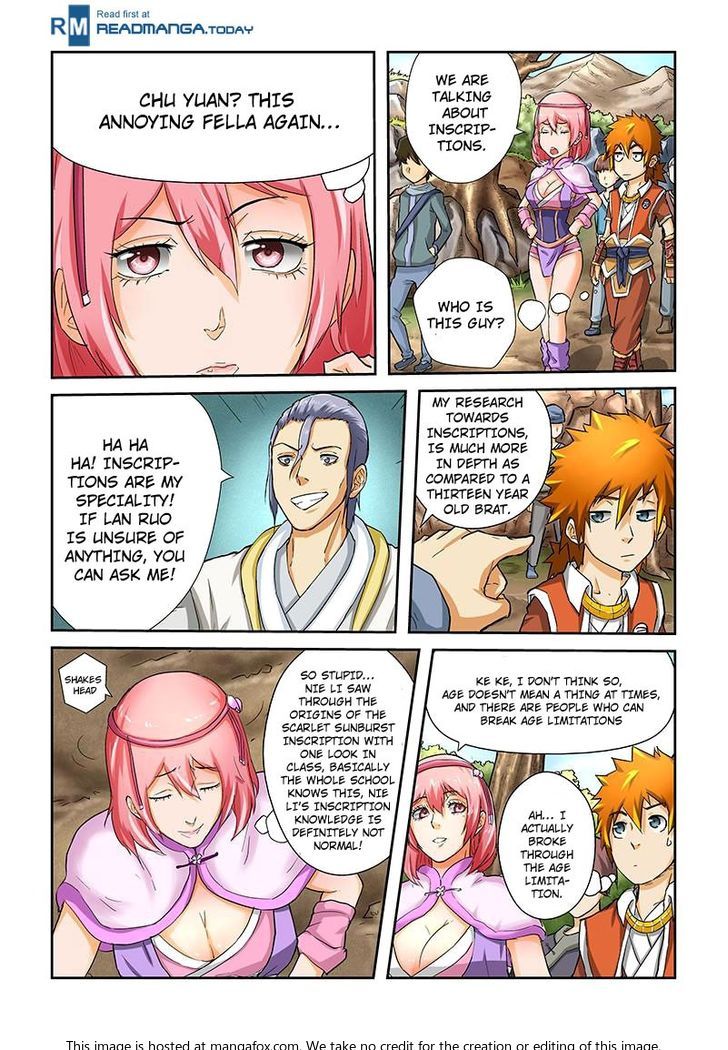 RM
Read first at
READMANGA.TODAY
CHU YUAN? THIS
ANNOYING FELLA AGAIN...
WE ARE
TALKING
ABOUT
INSCRIP-
TIONS.
WHO IS
THIS GUY?
HA HA
HA! INSCRIP-
TIONS ARE MY
SPECIALITY!
IF LAN RUO
IS UNSURE OF
ANYTHING, YOU
CAN ASK ME!
MY RESEARCH
TOWARDS
INSCRIPTIONS,
IS MUCH MORE
IN DEPTH AS
COMPARED TO A
THIRTEEN YEAR
OLD BRAT.
SHAKES
HEAD
SO STUPID...
NIE LI SAW
THROUGH THE
ORIGINS OF THE
SCARLET SUNBURST
INSCRIPTION WITH
ONE LOOK IN
CLASS, BASICALLY
THE WHOLE SCHOOL
KNOWS THIS, NIE
LI'S INSCRIPTION
KNOWLEDGE IS
DEFINITELY NOT
NORMAL!
KE KE, I DON'T THINK SO,
AGE DOESN'T MEAN A THING AT TIMES,
AND THERE ARE PEOPLE WHO CAN
BREAK AGE LIMITATIONS
AH... I
ACTUALLY
BROKE
THROUGH
THE AGE
LIMITA-
TION.
This image is hosted at mangafox.com. We take no credit for the creation or editing of this image.